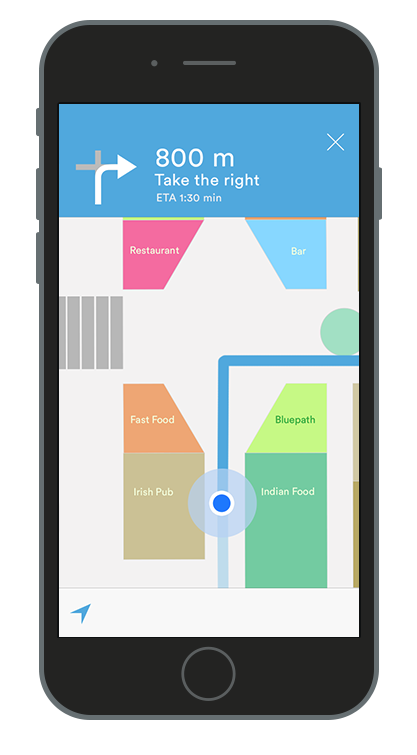 800 m
Take the right
ETA 1:30 min
Restaurant
Bar
Fast Food
Bluepath
Irish Pub
Indian Food